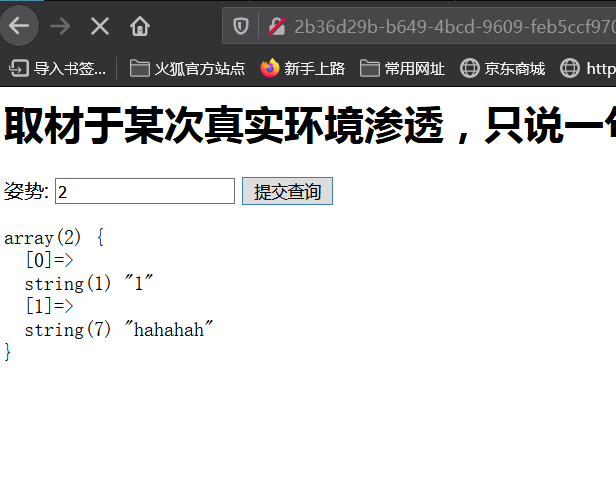 2b36d29b-b649-4bcd-9609-feb5ccf970
导入书签... 火狐官方站点 新手上路 常用网址 京东商城 http
取材于某次真实环境渗透，只说一
姿势: 2 提交查询
array(2) {
[0]=>
string(1) "1"
[1]=>
string(7) "hahahah"
}